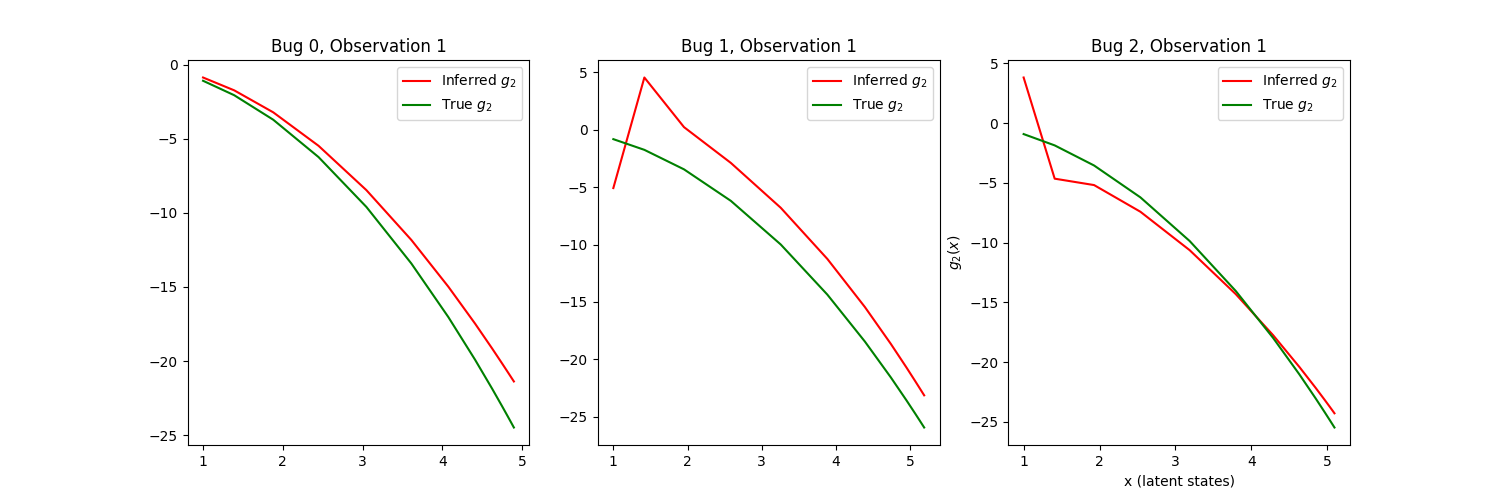 Bug 0, Observation 1
0
−5
−10
−15
−20
−25
1 2 3 4 5
Inferred g₂
True g₂
Bug 1, Observation 1
5
0
−5
−10
−15
−20
−25
1 2 3 4 5
Inferred g₂
True g₂
Bug 2, Observation 1
g₂(x)
5
0
−5
−10
−15
−20
−25
1 2 3 4 5
x (latent states)
Inferred g₂
True g₂